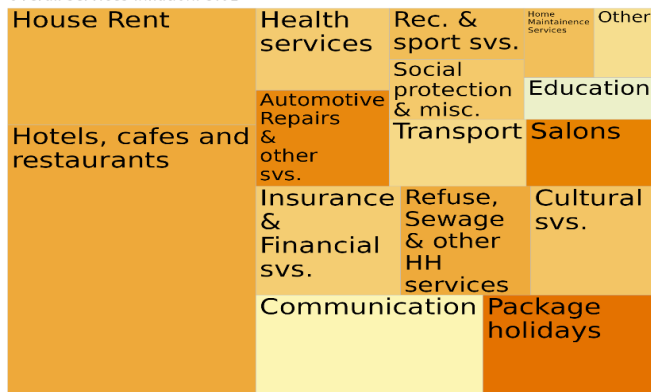 House Rent
Hotels, cafes and
restaurants
Health
services
Automotive
Repairs
&
other
svs.
Rec. &
sport svs.
Social
protection
& misc.
Home
Maintainence
Services
Other
Education
Transport
Salons
Insurance
&
Financial
svs.
Refuse,
Sewage
& other
HH
services
Cultural
svs.
Communication
Package
holidays